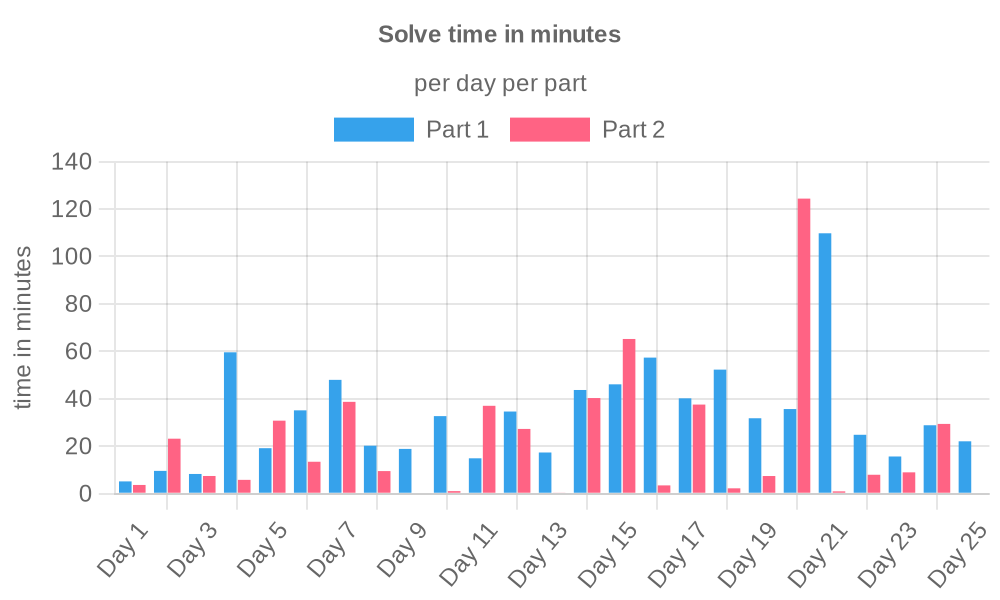 Solve time in minutes
per day per part
Part 1 Part 2
time in minutes
140
120
100
80
60
40
20
0
Day 1 Day 3 Day 5 Day 7 Day 9 Day 11 Day 13 Day 15 Day 17 Day 19 Day 21 Day 23 Day 25